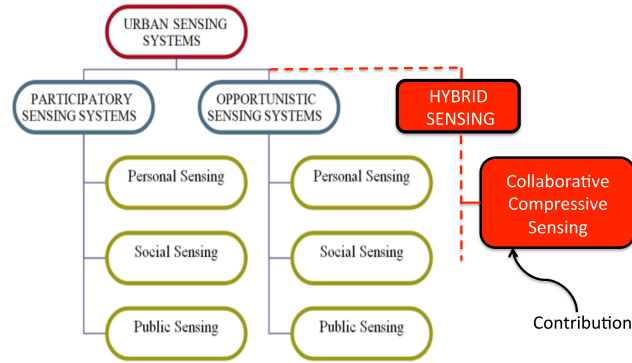 URBAN SENSING
SYSTEMS
PARTICIPATORY
SENSING SYSTEMS
OPPORTUNISTIC
SENSING SYSTEMS
HYBRID
SENSING
Personal Sensing
Personal Sensing
Collaborative
Compressive
Sensing
Social Sensing
Social Sensing
Public Sensing
Public Sensing
Contribution